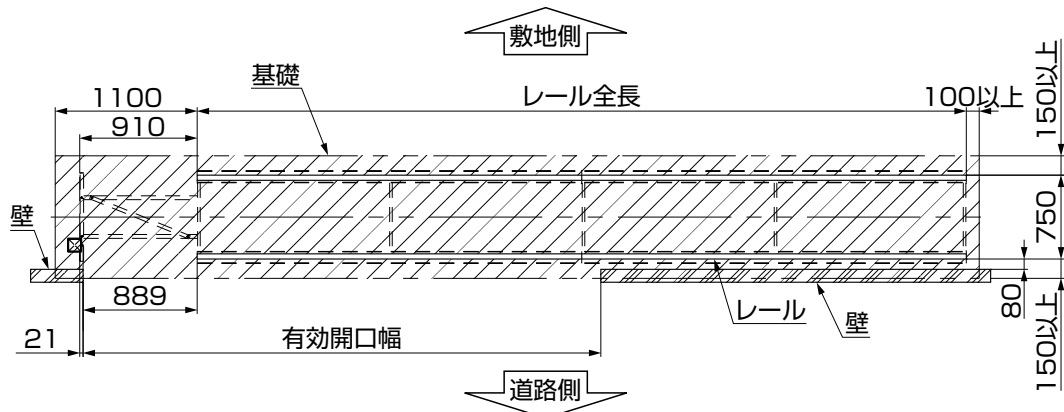 敷地側
基礎
1100
レール全長
100以上
150以上
910
壁
750
889
レール
壁
80
150以上
21
有効開口幅
道路側